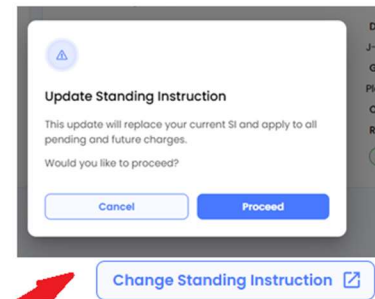 Update Standing Instruction
This update will replace your current SI and apply to all
pending and future charges.
Would you like to proceed?
Cancel
Proceed
Change Standing Instruction